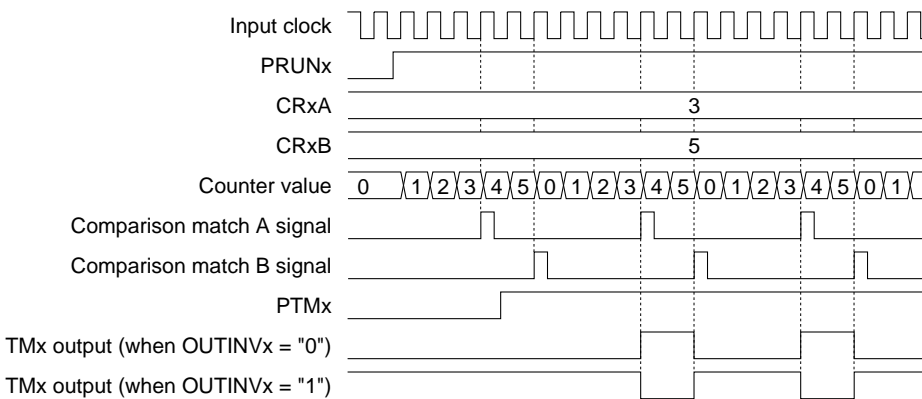 Input clock
PRUNx
CRxA 3
CRxB 5
Counter value 0 1 2 3 4 5 0 1 2 3 4 5 0 1 2 3 4 5 0 1
Comparison match A signal
Comparison match B signal
PTMx
TMx output (when OUTINVx = "0")
TMx output (when OUTINVx = "1")